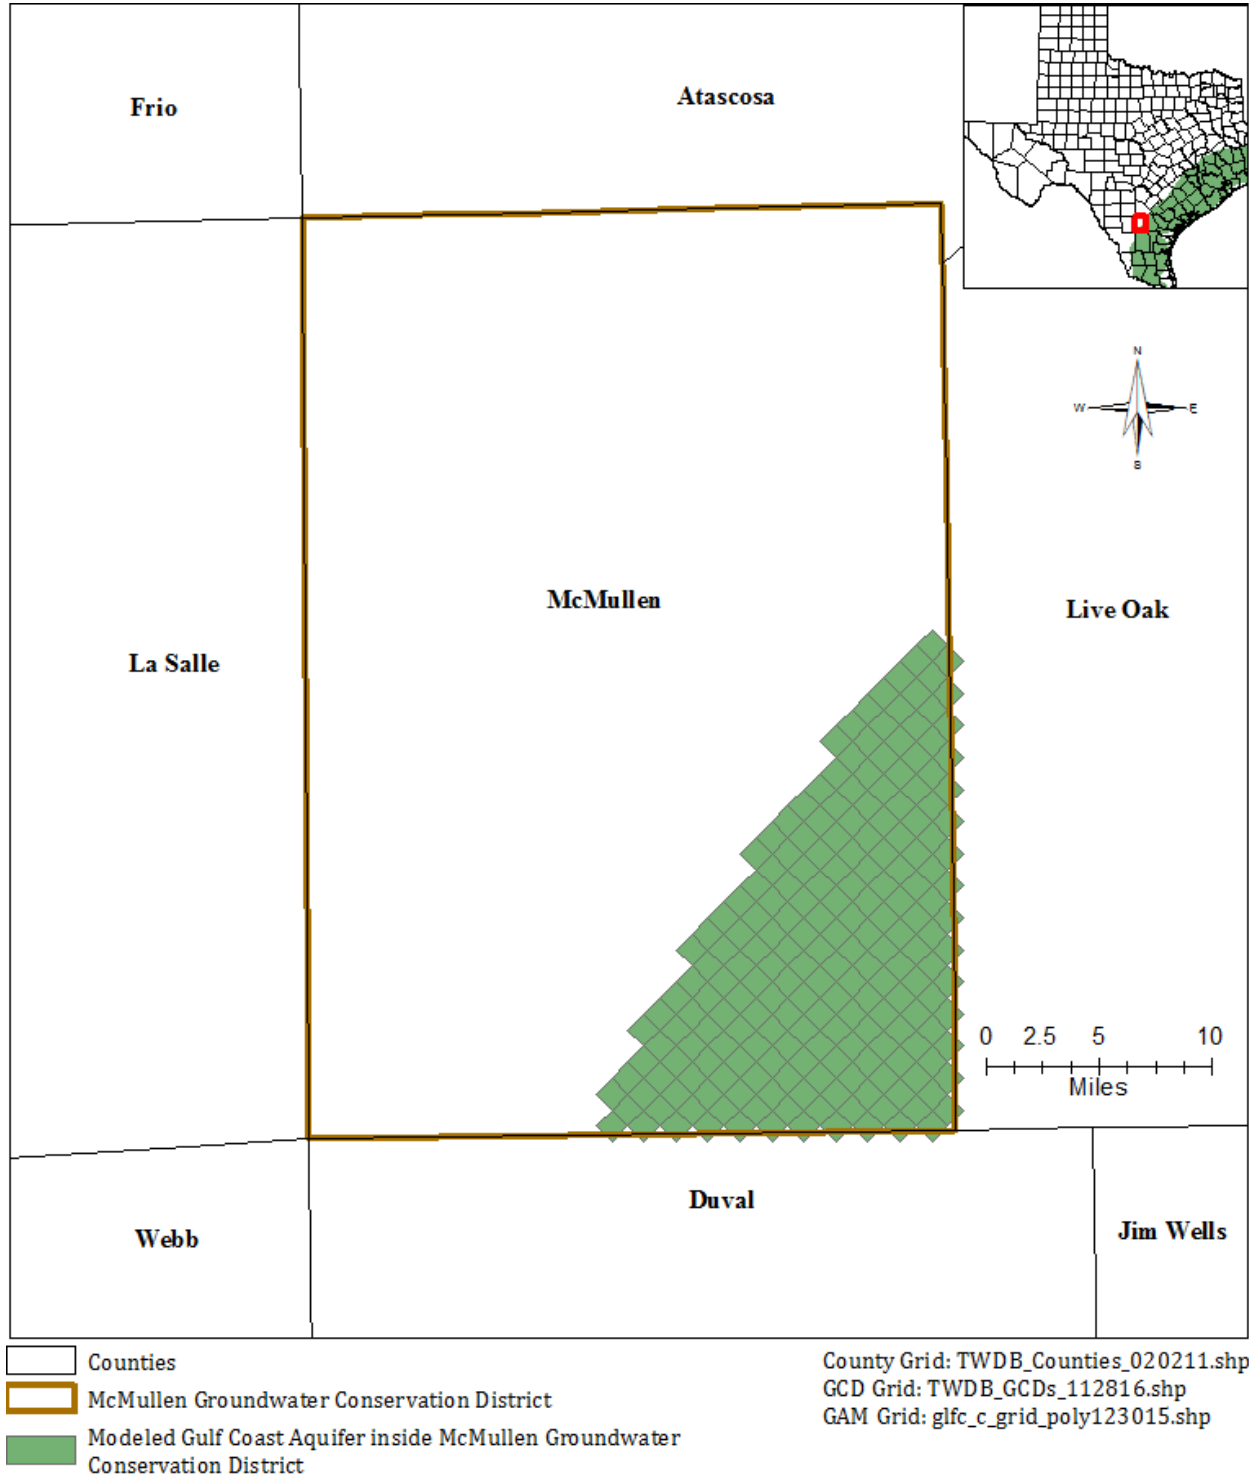 Frio
Atascosa
N
W
E
S
McMullen
Live Oak
La Salle
0 2.5 5 10
Miles
Duval
Webb
Jim Wells
Counties
McMullen Groundwater Conservation District
Modeled Gulf Coast Aquifer inside McMullen Groundwater
Conservation District
County Grid: TWDB_Counties_020211.shp
GCD Grid: TWDB_GCDs_112816.shp
GAM Grid: glfc_c_grid_poly123015.shp